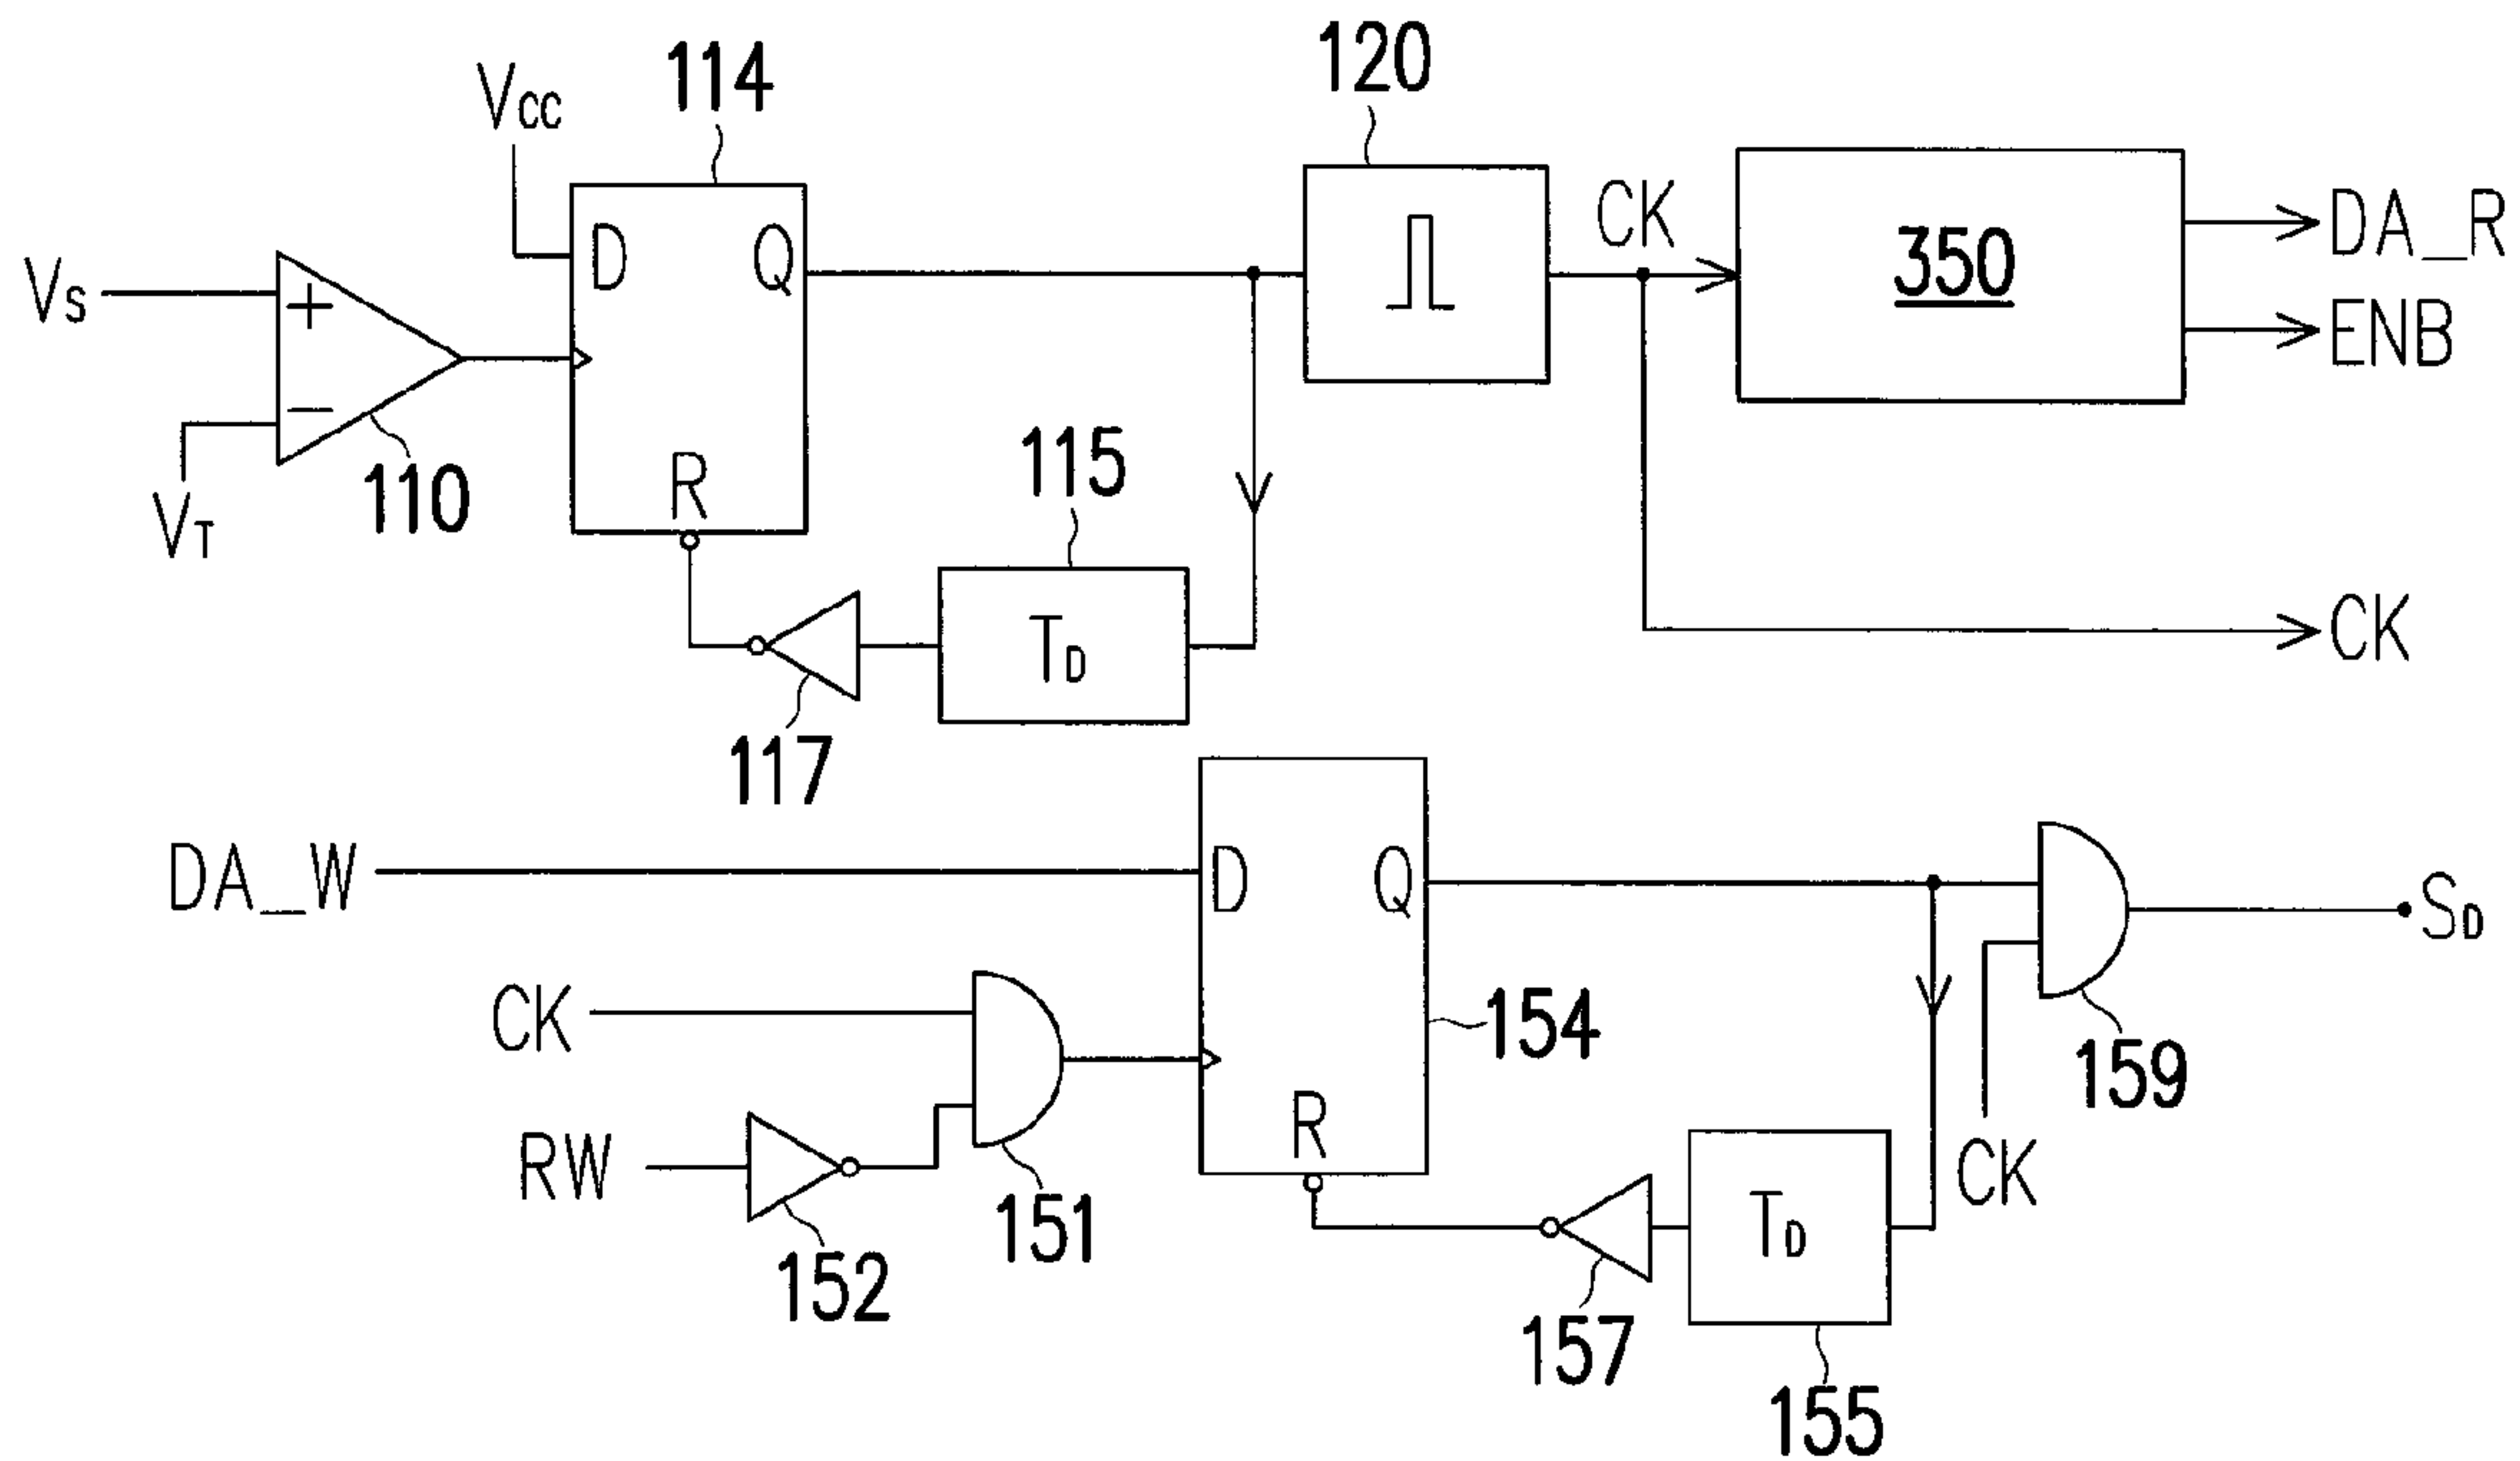 114
120
VCC
D
Q
CK
350
DA_R
ENB
VS
+
−
VT
110
R
115
TD
117
CK
DA_W
D
Q
SD
CK
154
159
RW
R
CK
151
152
TD
157
155